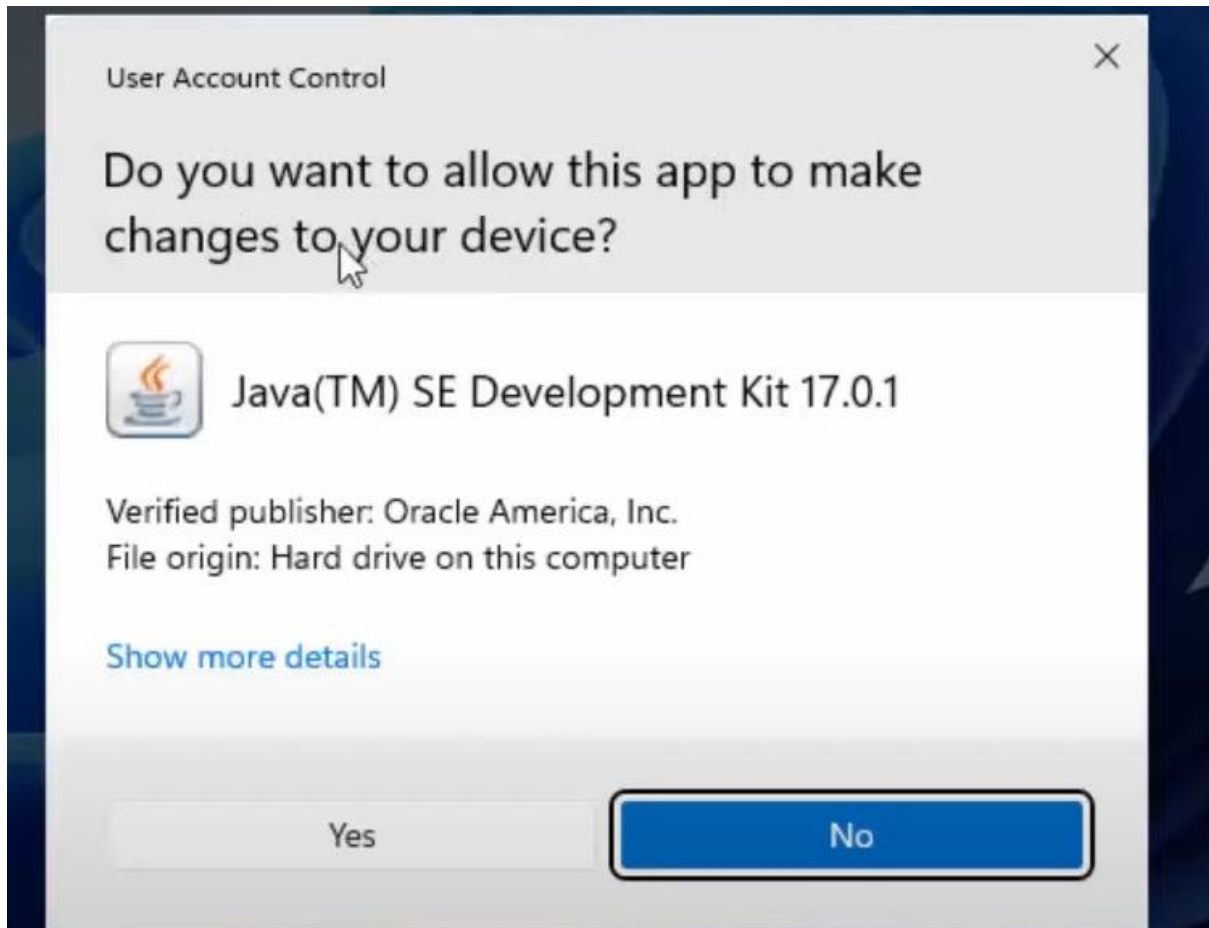 User Account Control
Do you want to allow this app to make
changes to your device?
Java(TM) SE Development Kit 17.0.1
Verified publisher: Oracle America, Inc.
File origin: Hard drive on this computer
Show more details
Yes
No